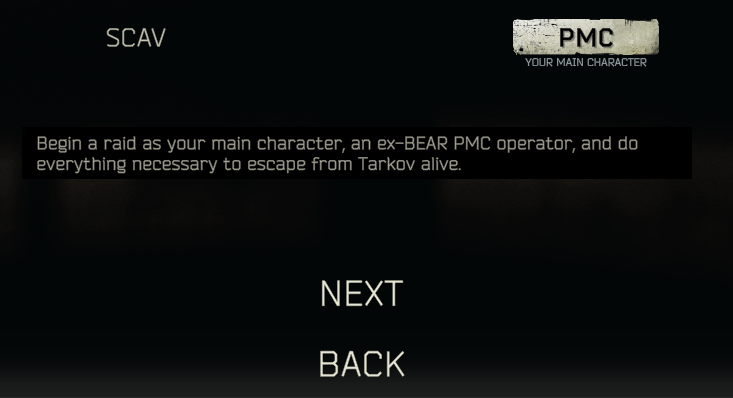 SCAV
PMC
YOUR MAIN CHARACTER
Begin a raid as your main character, an ex-BEAR PMC operator, and do
everything necessary to escape from Tarkov alive.
NEXT
BACK